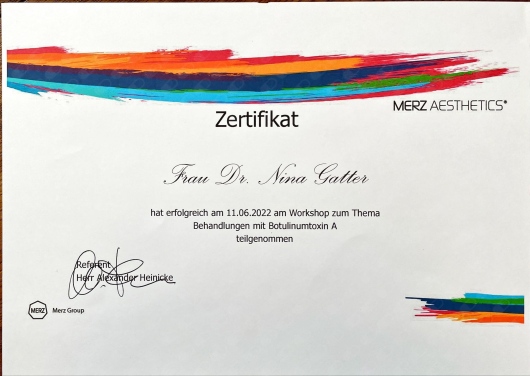 MERZ AESTHETICS®
Zertifikat
Frau Dr. Nina Gatter
hat erfolgreich am 11.06.2022 am Workshop zum Thema
Behandlungen mit Botulinumtoxin A
teilgenommen
Referent
Herr Alexander Heinicke
MERZ Merz Group